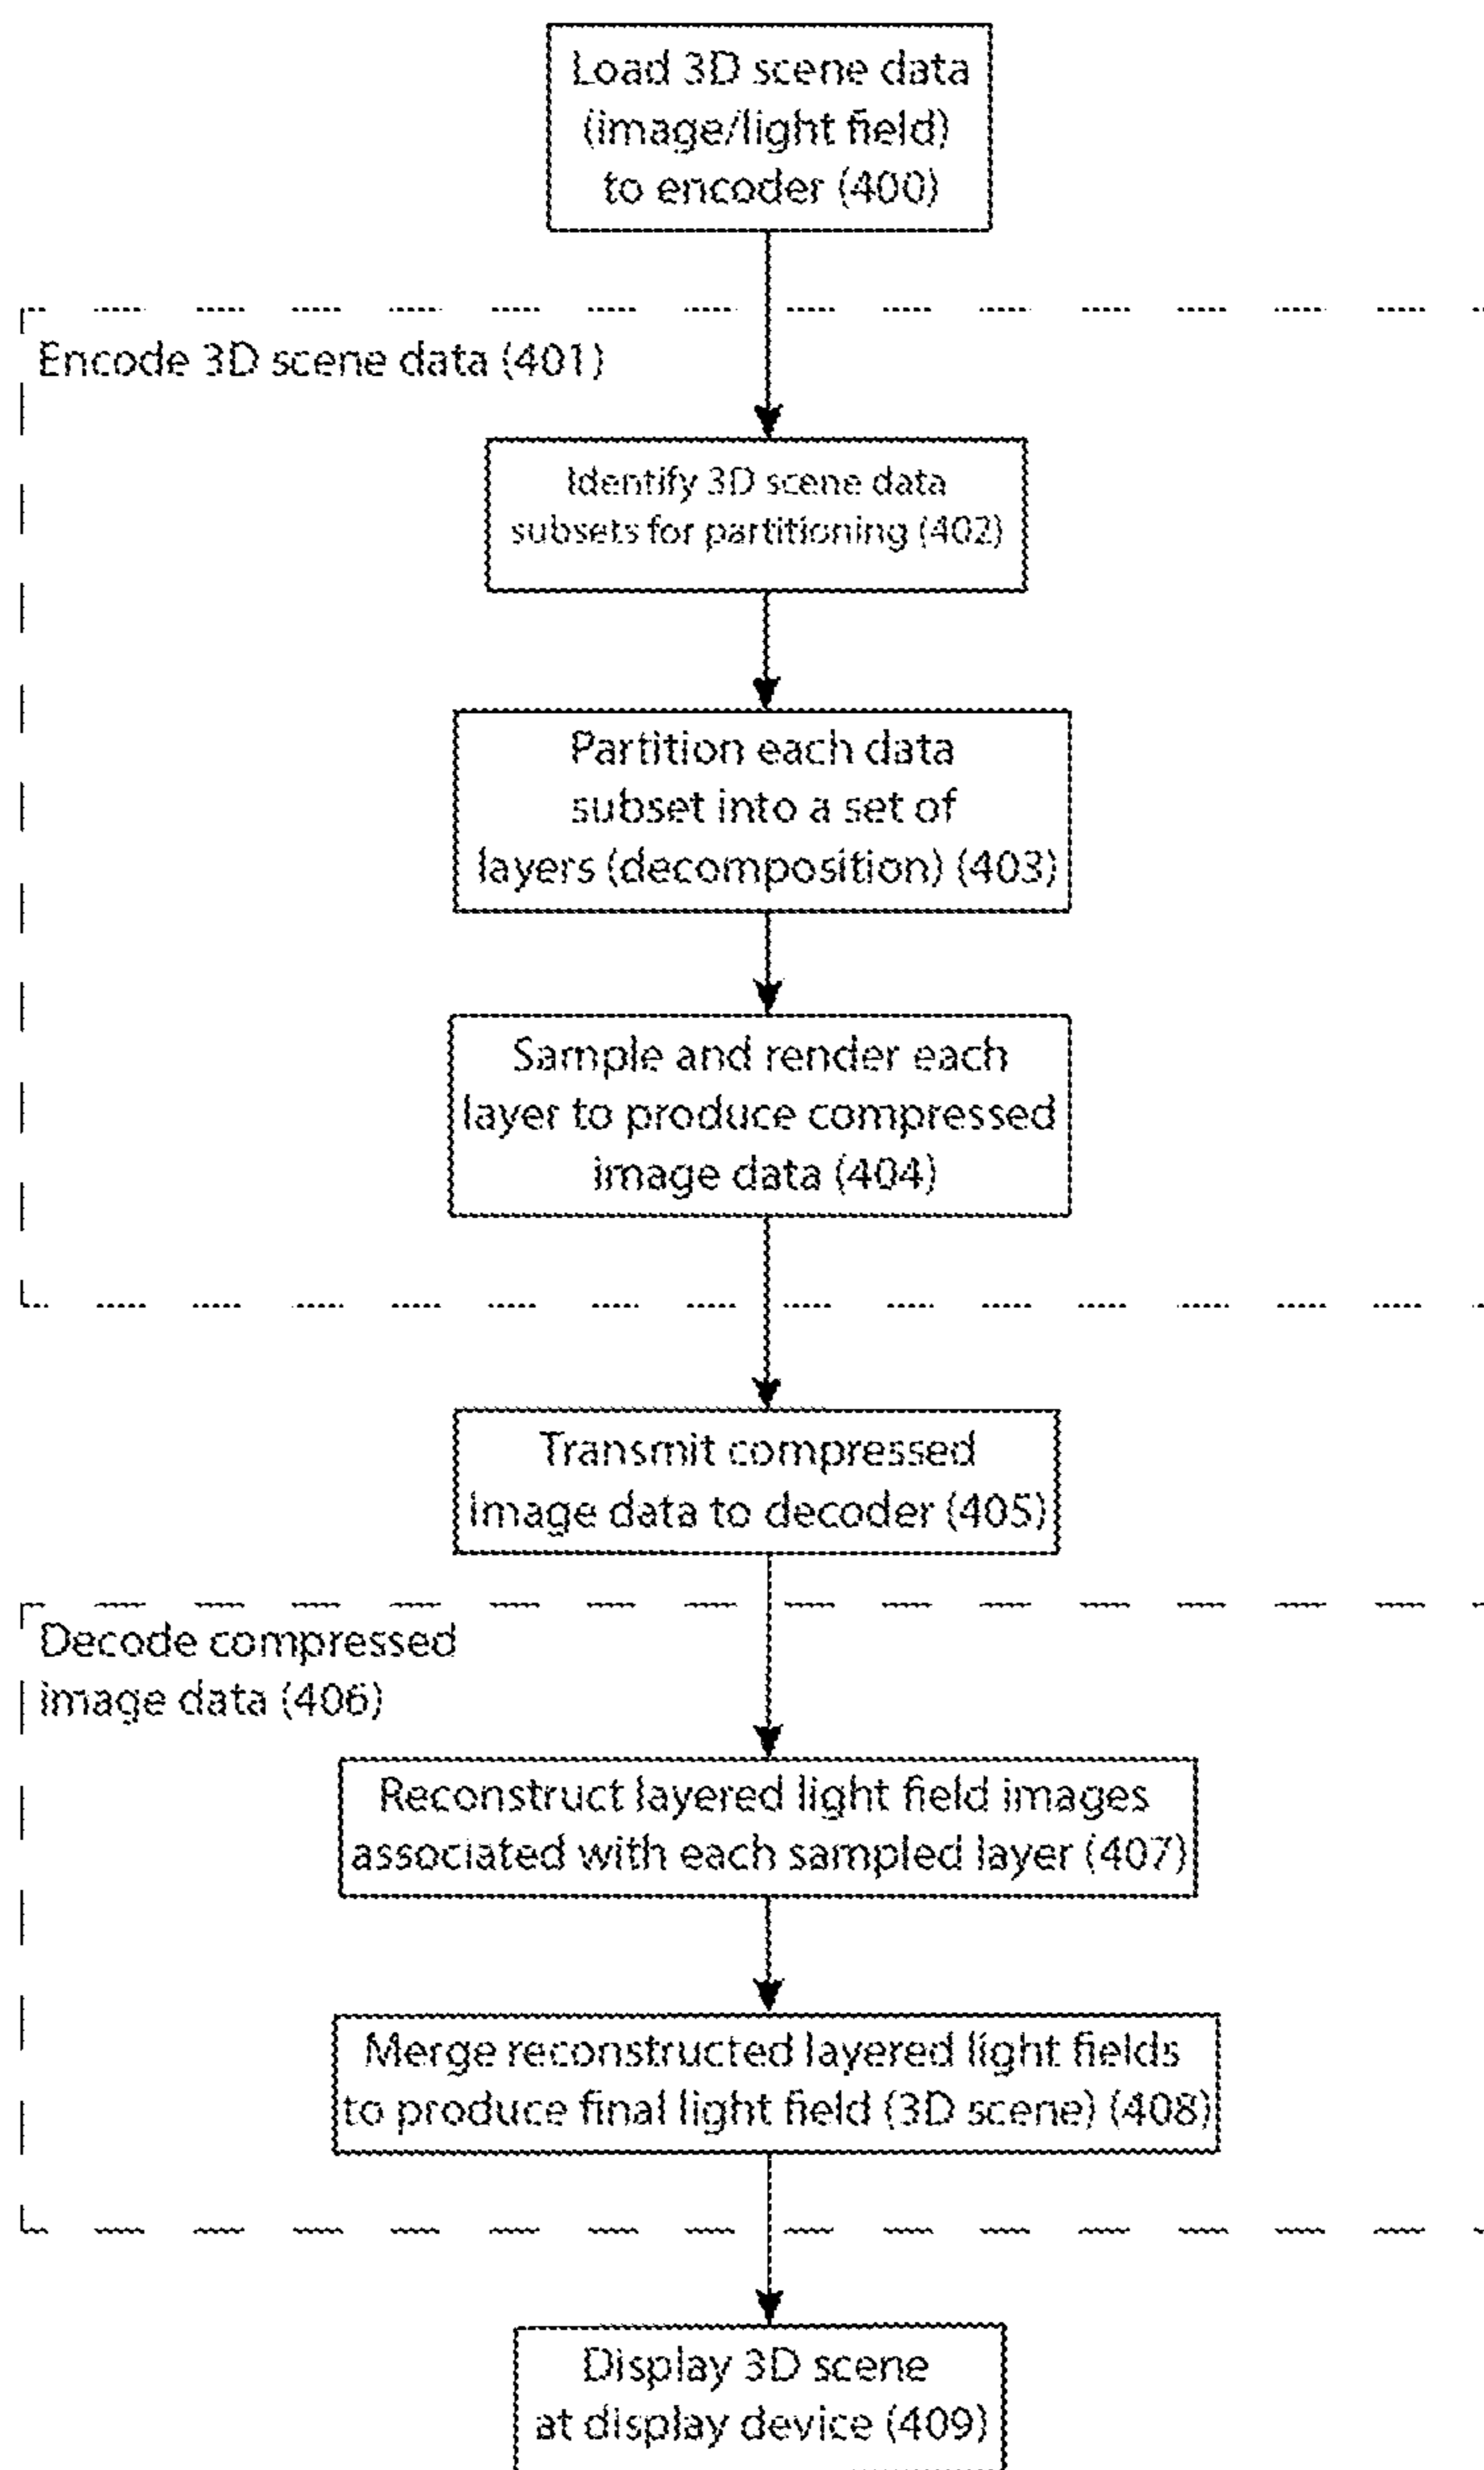 Load 3D scene data
(image/light field)
to encoder (400)
Encode 3D scene data (401)
Identify 3D scene data
subsets for partitioning (402)
Partition each data
subset into a set of
layers (decomposition) (403)
Sample and render each
layer to produce compressed
image data (404)
Transmit compressed
image data to decoder (405)
Decode compressed
image data (406)
Reconstruct layered light field images
associated with each sampled layer (407)
Merge reconstructed layered light fields
to produce final light field (3D scene) (408)
Display 3D scene
at display device (409)